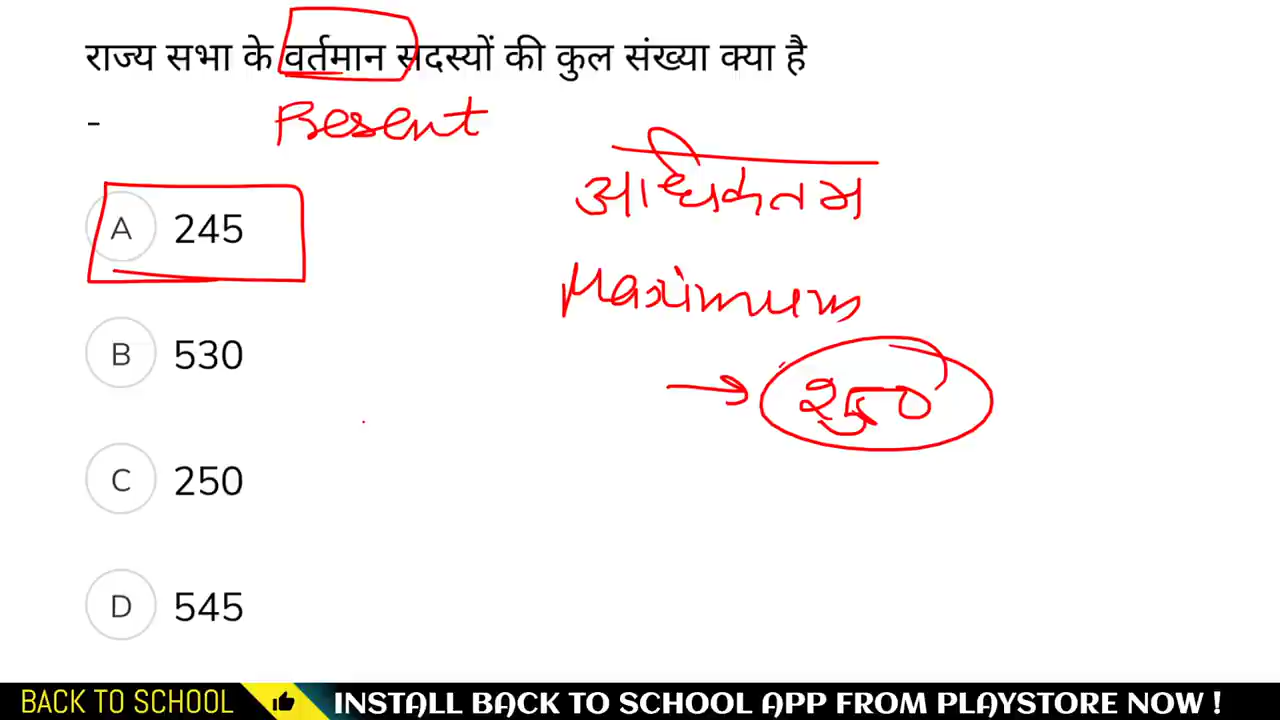 राज्य सभा के वर्तमान सदस्यों की कुल संख्या क्या है
-
Present
अधिकतम
A 245
Maximum
B 530
→ 250
C 250
D 545
BACK TO SCHOOL INSTALL BACK TO SCHOOL APP FROM PLAYSTORE NOW !